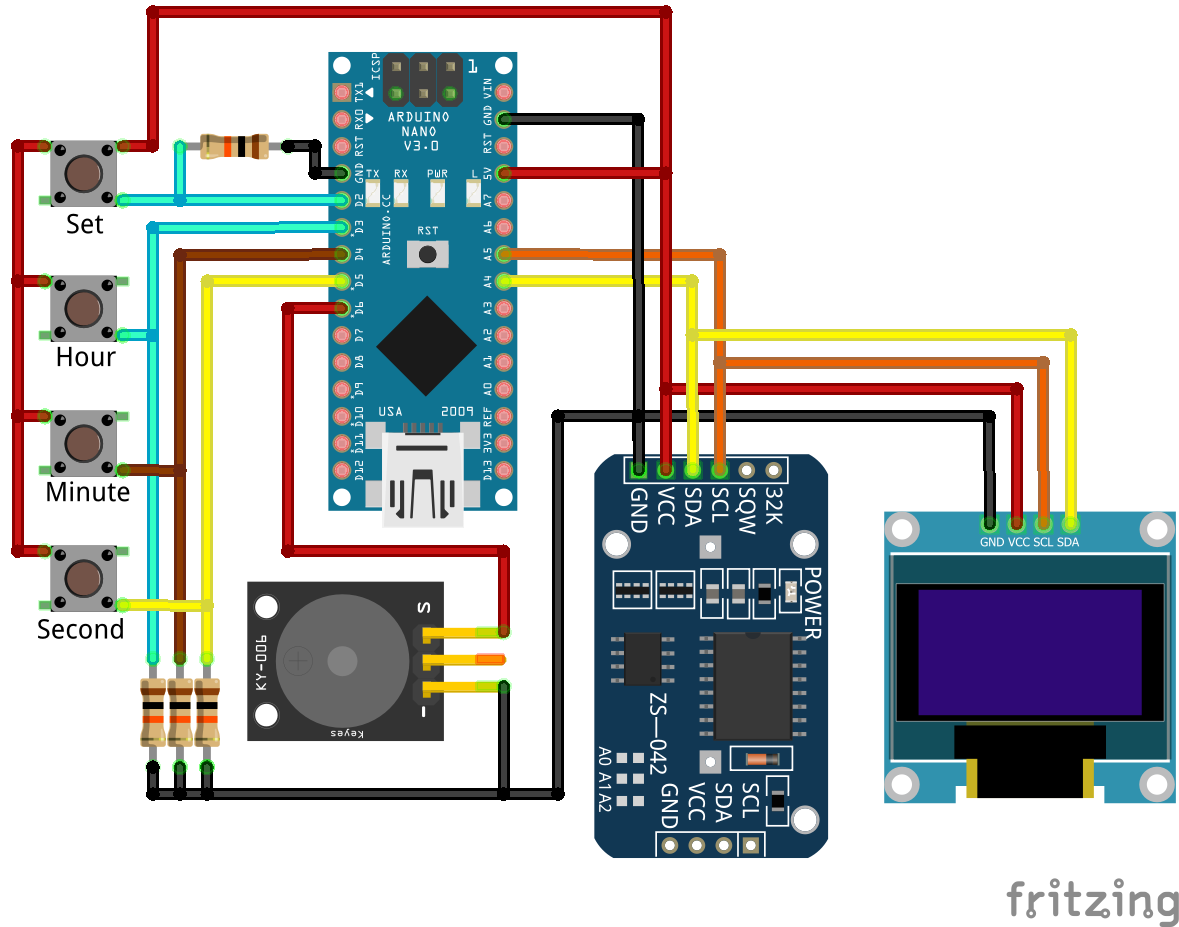 ICSP
1
TX1
RX0
RST
GND
D2
D3
D4
D5
D6
D7
D8
D9
D10
D11
D12
VIN
GND
RST
5V
A7
A6
A5
A4
A3
A2
A1
A0
REF
3V3
D13
ARDUINO
NANO
V3.0
TX RX PWR L
ARDUINO.CC
RST
USA 2009
Set
Hour
Minute
Second
KY-006
S
-
Keyes
GND VCC SDA SCL SQW 32K
POWER
ZS-042
A0 A1 A2
GND VCC SDA SCL
GND VCC SCL SDA
fritzing